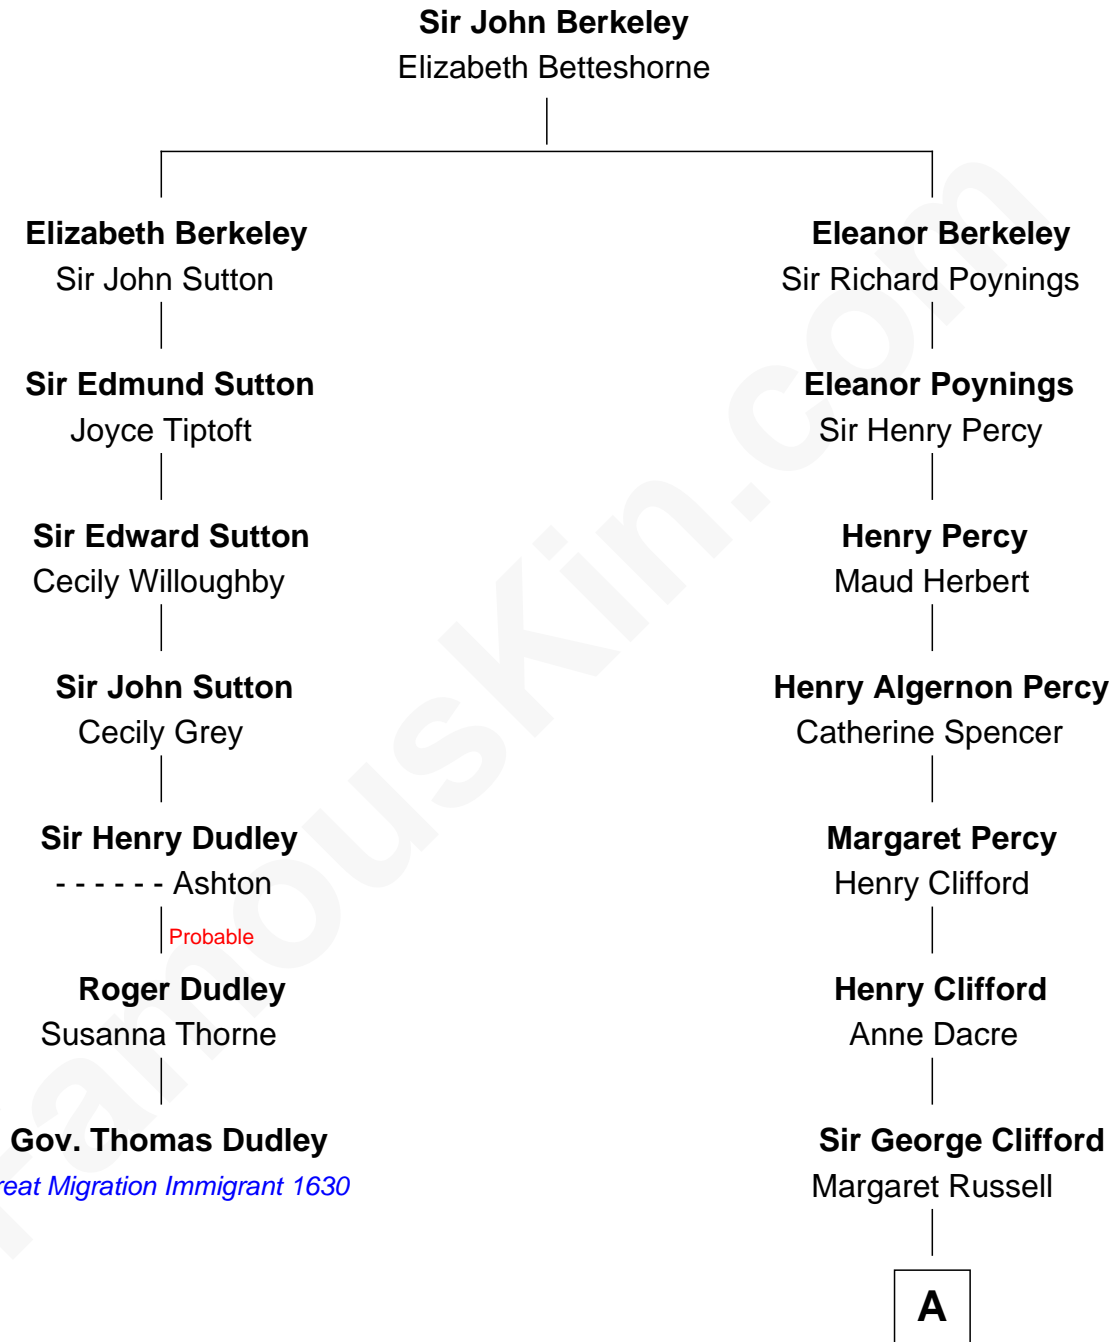 Sir John Berkeley
Elizabeth Betteshorne
Elizabeth Berkeley
Sir John Sutton
Eleanor Berkeley
Sir Richard Poynings
Sir Edmund Sutton
Joyce Tiptoft
Eleanor Poynings
Sir Henry Percy
Sir Edward Sutton
Cecily Willoughby
Henry Percy
Maud Herbert
Sir John Sutton
Cecily Grey
Henry Algernon Percy
Catherine Spencer
Sir Henry Dudley
- - - - - - Ashton
Margaret Percy
Henry Clifford
Probable
Roger Dudley
Susanna Thorne
Henry Clifford
Anne Dacre
Gov. Thomas Dudley
reat Migration Immigrant 1630
Sir George Clifford
Margaret Russell
A
FamousKin.com